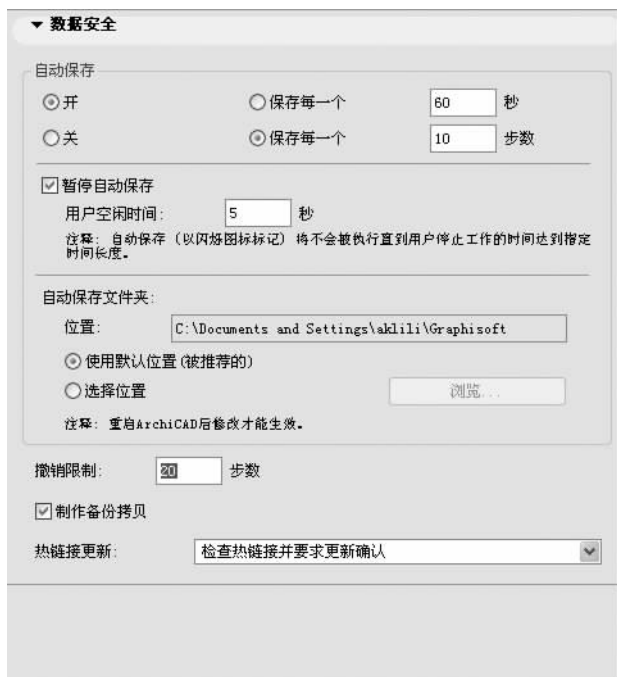 数据安全
自动保存
开 保存每一个 60 秒
关 保存每一个 10 步数
暂停自动保存
用户空闲时间: 5 秒
注释: 自动保存 (以闪烁图标标记) 将不会被执行直到用户停止工作的时间达到指定
时间长度。
自动保存文件夹:
位置: C:\Documents and Settings\aklili\Graphisoft
使用默认位置(被推荐的)
选择位置 浏览...
注释: 重启ArchiCAD后修改才能生效。
撤销限制: 20 步数
制作备份拷贝
热链接更新: 检查热链接并要求更新确认